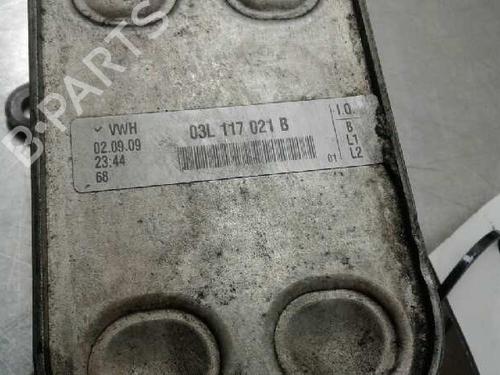 ✓ VWH
03L 117 021 B
02.09.09
23:44
68
I.O.
B
L1
01 L2
B-PARTS